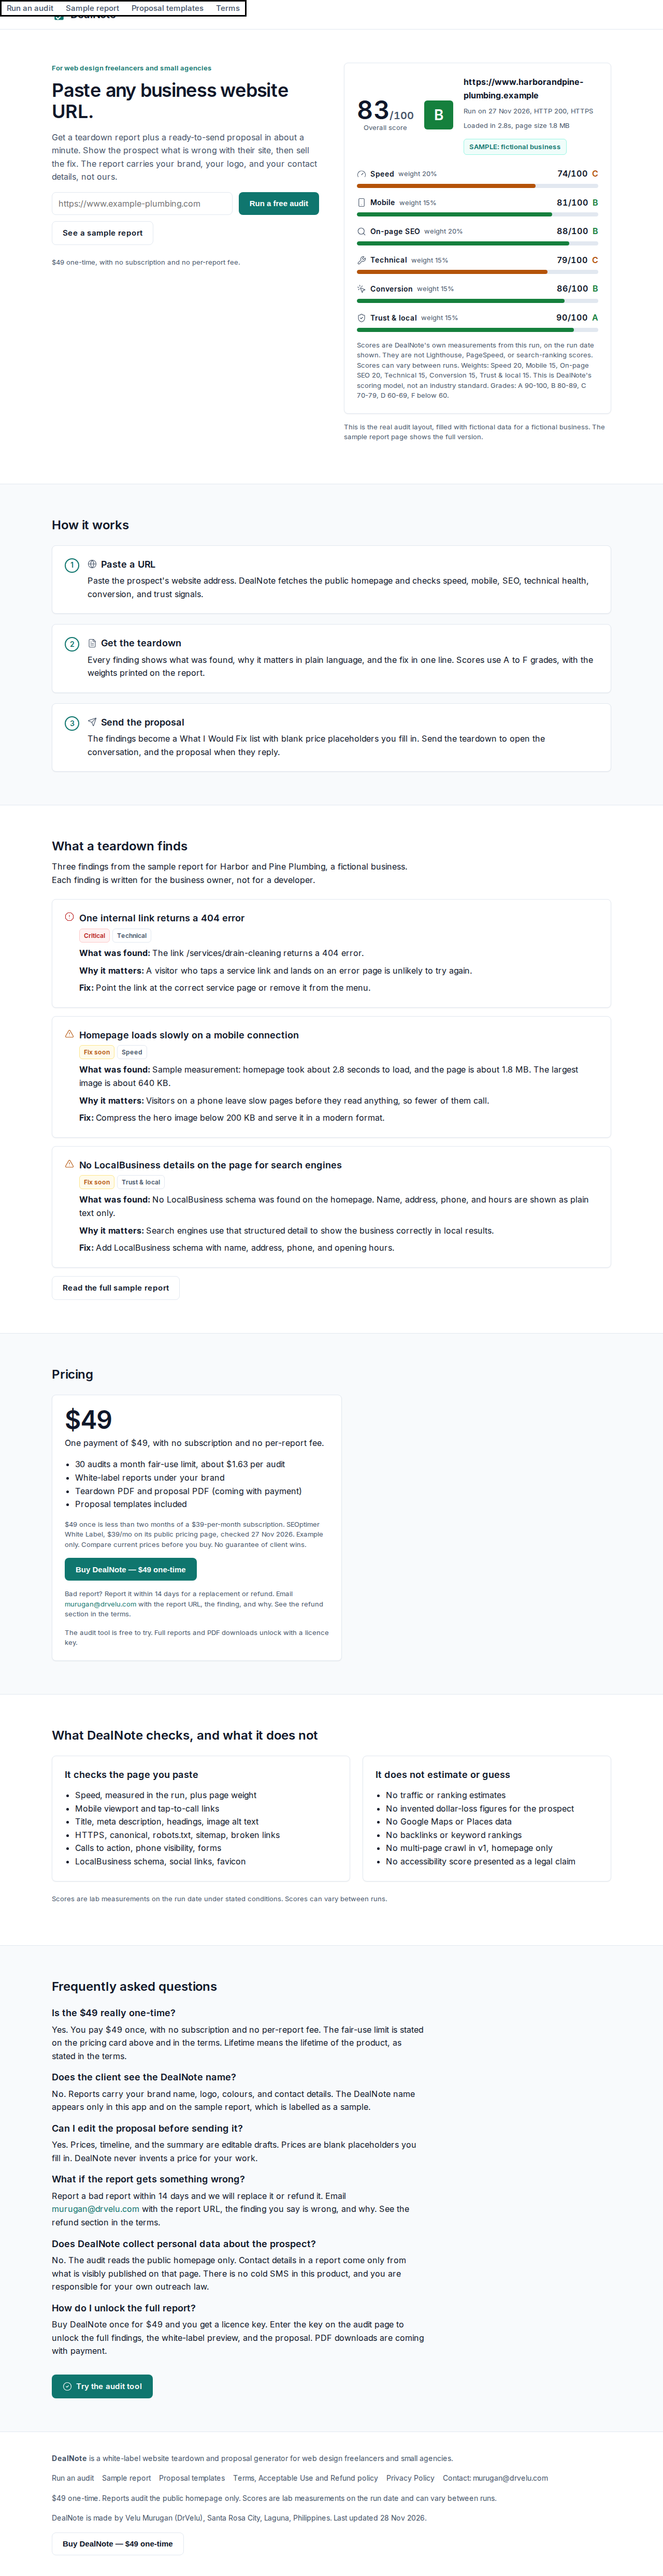 Run an audit Sample report Proposal templates Terms
For web design freelancers and small agencies
Paste any business website
URL.
Get a teardown report plus a ready-to-send proposal in about a
minute. Show the prospect what is wrong with their site, then sell
the fix. The report carries your brand, your logo, and your contact
details, not ours.
https://www.example-plumbing.com
Run a free audit
See a sample report
$49 one-time, with no subscription and no per-report fee.
83/100
Overall score
B
https://www.harborandpine-
plumbing.example
Run on 27 Nov 2026, HTTP 200, HTTPS
Loaded in 2.8s, page size 1.8 MB
SAMPLE: fictional business
Speed weight 20% 74/100 C
Mobile weight 15% 81/100 B
On-page SEO weight 20% 88/100 B
Technical weight 15% 79/100 C
Conversion weight 15% 86/100 B
Trust & local weight 15% 90/100 A
Scores are DealNote's own measurements from this run, on the run date
shown. They are not Lighthouse, PageSpeed, or search-ranking scores.
Scores can vary between runs. Weights: Speed 20, Mobile 15, On-page
SEO 20, Technical 15, Conversion 15, Trust & local 15. This is DealNote's
scoring model, not an industry standard. Grades: A 90-100, B 80-89, C
70-79, D 60-69, F below 60.
This is the real audit layout, filled with fictional data for a fictional business. The
sample report page shows the full version.
How it works
1 Paste a URL
Paste the prospect's website address. DealNote fetches the public homepage and checks speed, mobile, SEO, technical health,
conversion, and trust signals.
2 Get the teardown
Every finding shows what was found, why it matters in plain language, and the fix in one line. Scores use A to F grades, with the
weights printed on the report.
3 Send the proposal
The findings become a What I Would Fix list with blank price placeholders you fill in. Send the teardown to open the
conversation, and the proposal when they reply.
What a teardown finds
Three findings from the sample report for Harbor and Pine Plumbing, a fictional business.
Each finding is written for the business owner, not for a developer.
One internal link returns a 404 error
Critical Technical
What was found: The link /services/drain-cleaning returns a 404 error.
Why it matters: A visitor who taps a service link and lands on an error page is unlikely to try again.
Fix: Point the link at the correct service page or remove it from the menu.
Homepage loads slowly on a mobile connection
Fix soon Speed
What was found: Sample measurement: homepage took about 2.8 seconds to load, and the page is about 1.8 MB. The largest
image is about 640 KB.
Why it matters: Visitors on a phone leave slow pages before they read anything, so fewer of them call.
Fix: Compress the hero image below 200 KB and serve it in a modern format.
No LocalBusiness details on the page for search engines
Fix soon Trust & local
What was found: No LocalBusiness schema was found on the homepage. Name, address, phone, and hours are shown as plain
text only.
Why it matters: Search engines use that structured detail to show the business correctly in local results.
Fix: Add LocalBusiness schema with name, address, phone, and opening hours.
Read the full sample report
Pricing
$49
One payment of $49, with no subscription and no per-report fee.
• 30 audits a month fair-use limit, about $1.63 per audit
• White-label reports under your brand
• Teardown PDF and proposal PDF (coming with payment)
• Proposal templates included
$49 once is less than two months of a $39-per-month subscription. SEOptimer
White Label, $39/mo on its public pricing page, checked 27 Nov 2026. Example
only. Compare current prices before you buy. No guarantee of client wins.
Buy DealNote — $49 one-time
Bad report? Report it within 14 days for a replacement or refund. Email
murugan@drvelu.com with the report URL, the finding, and why. See the refund
section in the terms.
The audit tool is free to try. Full reports and PDF downloads unlock with a licence
key.
What DealNote checks, and what it does not
It checks the page you paste
• Speed, measured in the run, plus page weight
• Mobile viewport and tap-to-call links
• Title, meta description, headings, image alt text
• HTTPS, canonical, robots.txt, sitemap, broken links
• Calls to action, phone visibility, forms
• LocalBusiness schema, social links, favicon
It does not estimate or guess
• No traffic or ranking estimates
• No invented dollar-loss figures for the prospect
• No Google Maps or Places data
• No backlinks or keyword rankings
• No multi-page crawl in v1, homepage only
• No accessibility score presented as a legal claim
Scores are lab measurements on the run date under stated conditions. Scores can vary between runs.
Frequently asked questions
Is the $49 really one-time?
Yes. You pay $49 once, with no subscription and no per-report fee. The fair-use limit is stated
on the pricing card above and in the terms. Lifetime means the lifetime of the product, as
stated in the terms.
Does the client see the DealNote name?
No. Reports carry your brand name, logo, colours, and contact details. The DealNote name
appears only in this app and on the sample report, which is labelled as a sample.
Can I edit the proposal before sending it?
Yes. Prices, timeline, and the summary are editable drafts. Prices are blank placeholders you
fill in. DealNote never invents a price for your work.
What if the report gets something wrong?
Report a bad report within 14 days and we will replace it or refund it. Email
murugan@drvelu.com with the report URL, the finding you say is wrong, and why. See the
refund section in the terms.
Does DealNote collect personal data about the prospect?
No. The audit reads the public homepage only. Contact details in a report come only from
what is visibly published on that page. There is no cold SMS in this product, and you are
responsible for your own outreach law.
How do I unlock the full report?
Buy DealNote once for $49 and you get a licence key. Enter the key on the audit page to
unlock the full findings, the white-label preview, and the proposal. PDF downloads are coming
with payment.
Try the audit tool
DealNote is a white-label website teardown and proposal generator for web design freelancers and small agencies.
Run an audit Sample report Proposal templates Terms, Acceptable Use and Refund policy Privacy Policy Contact: murugan@drvelu.com
$49 one-time. Reports audit the public homepage only. Scores are lab measurements on the run date and can vary between runs.
DealNote is made by Velu Murugan (DrVelu), Santa Rosa City, Laguna, Philippines. Last updated 28 Nov 2026.
Buy DealNote — $49 one-time